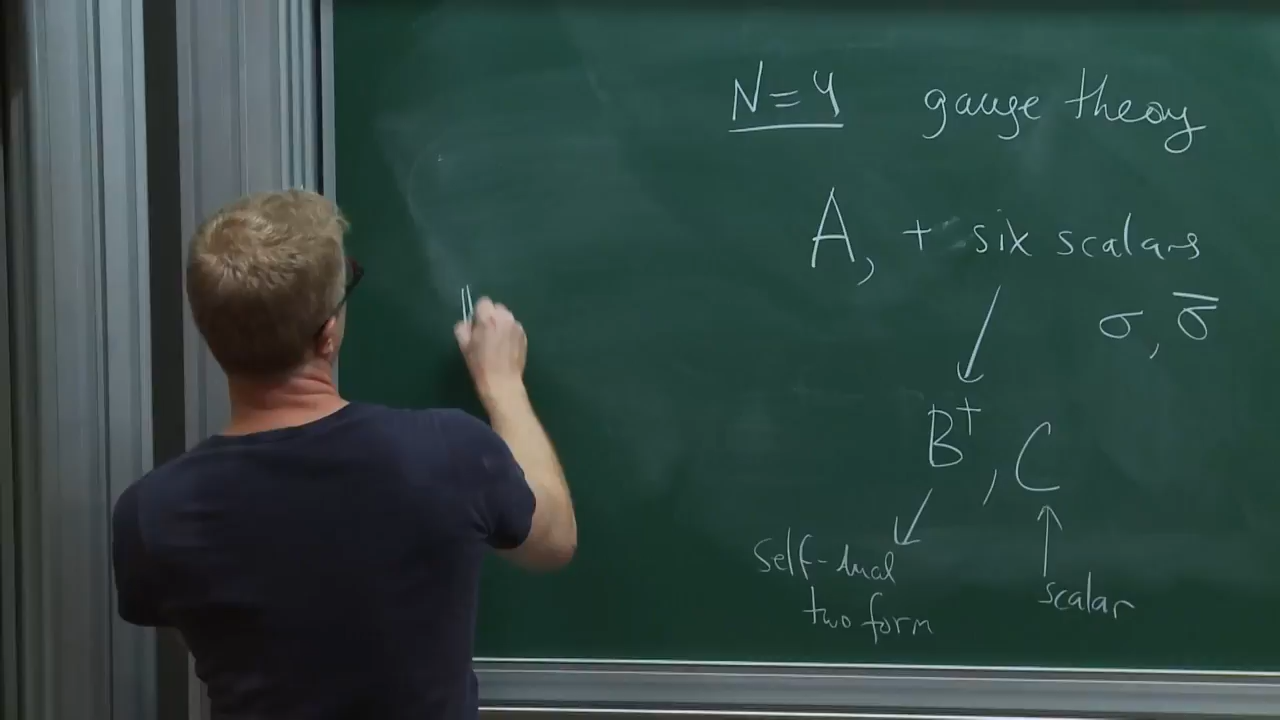 N=4 gauge theory
A, + six scalars
σ, σ̅
B⁺, C
self-dual
two form
scalar